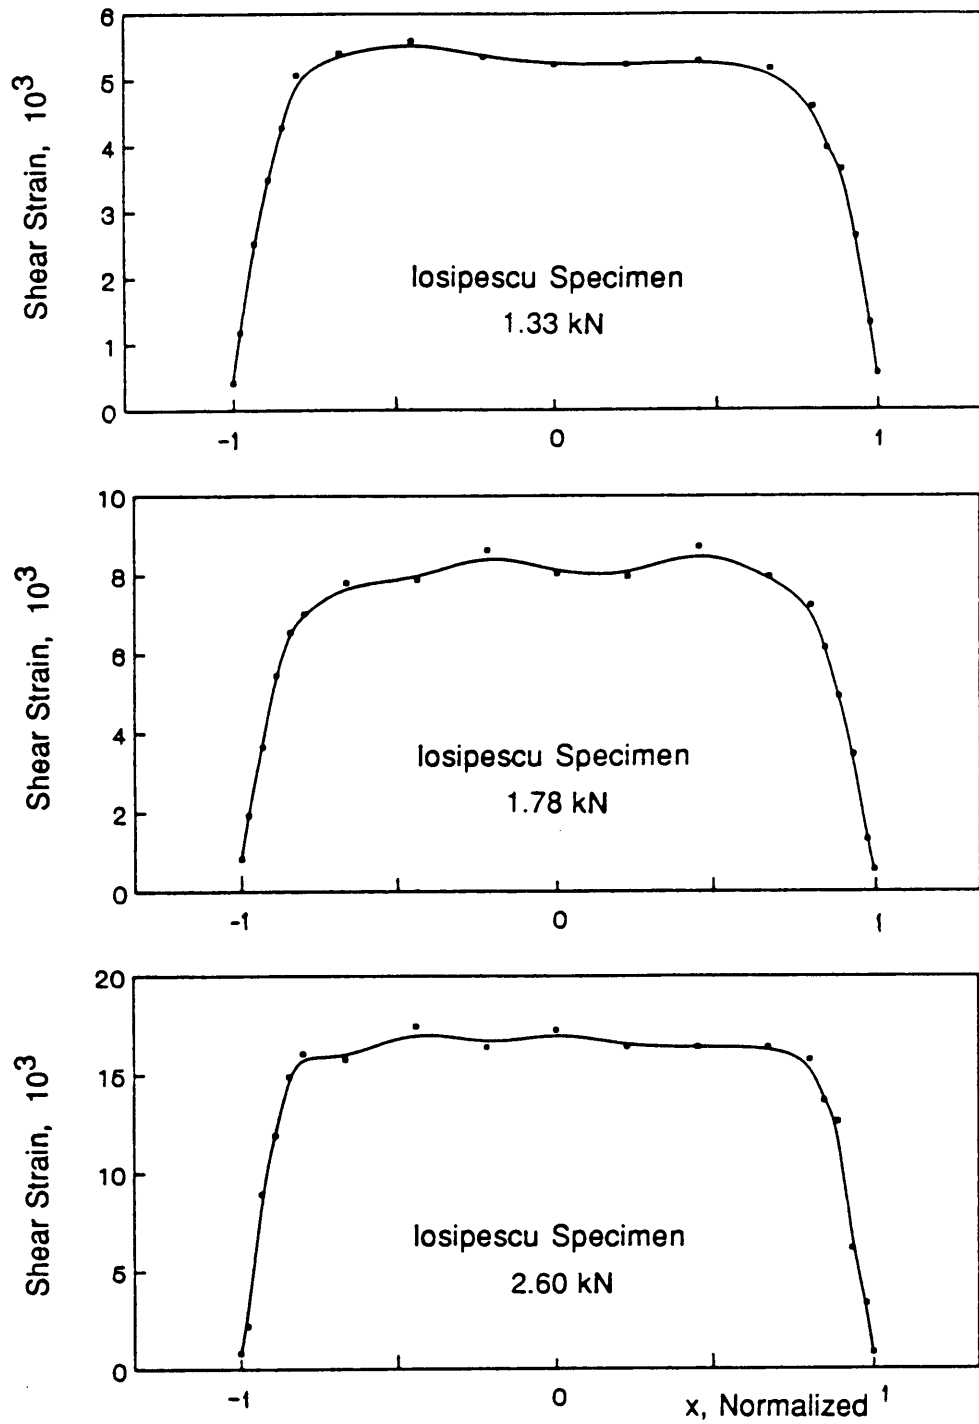 6
5
4
3
2
1
0
Shear Strain, 10³
Iosipescu Specimen
1.33 kN
-1 0 1
10
8
6
4
2
0
Shear Strain, 10³
Iosipescu Specimen
1.78 kN
-1 0 1
20
15
10
5
0
Shear Strain, 10³
Iosipescu Specimen
2.60 kN
-1 0 1
x, Normalized